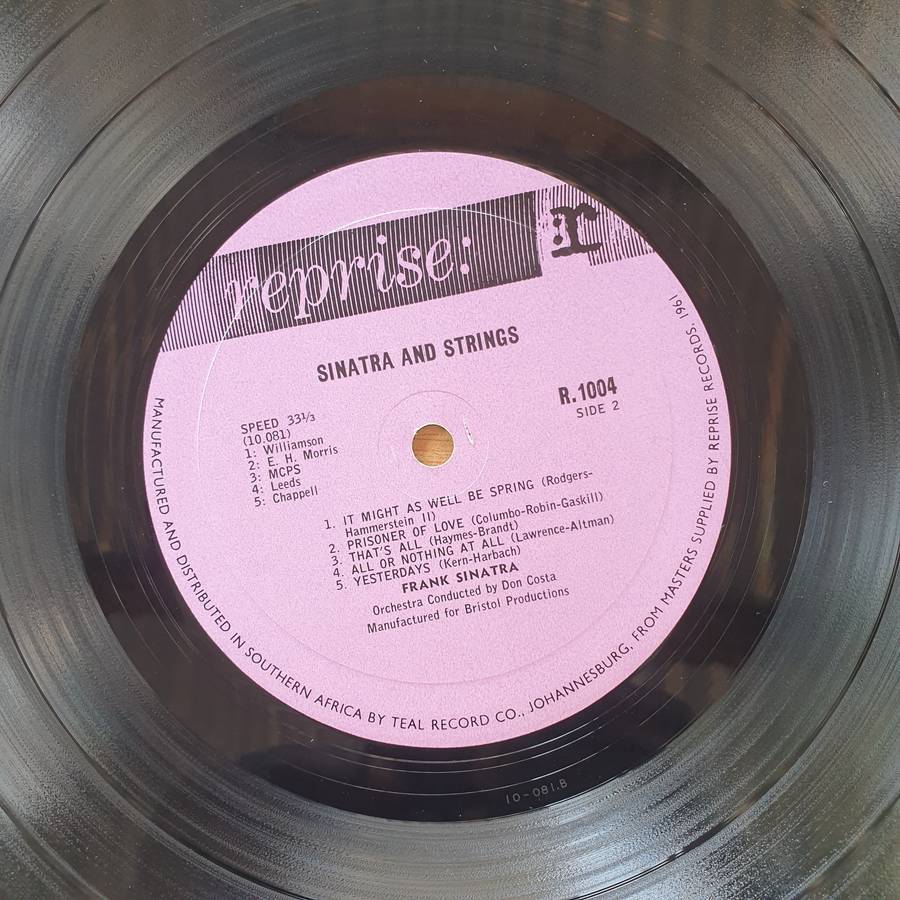 reprise:
r
SINATRA AND STRINGS
R.1004
SIDE 2
SPEED 33⅓
(10.081)
1: Williamson
2: E. H. Morris
3: MCPS
4: Leeds
5: Chappell
1. IT MIGHT AS WELL BE SPRING (Rodgers-
Hammerstein II)
2. PRISONER OF LOVE (Columbo-Robin-Gaskill)
3. THAT'S ALL (Haymes-Brandt)
4. ALL OR NOTHING AT ALL (Lawrence-Altman)
5. YESTERDAYS (Kern-Harbach)
FRANK SINATRA
Orchestra Conducted by Don Costa
Manufactured for Bristol Productions
MANUFACTURED AND DISTRIBUTED IN SOUTHERN AFRICA BY TEAL RECORD CO., JOHANNESBURG, FROM MASTERS SUPPLIED BY REPRISE RECORDS. 1961
10-081.B